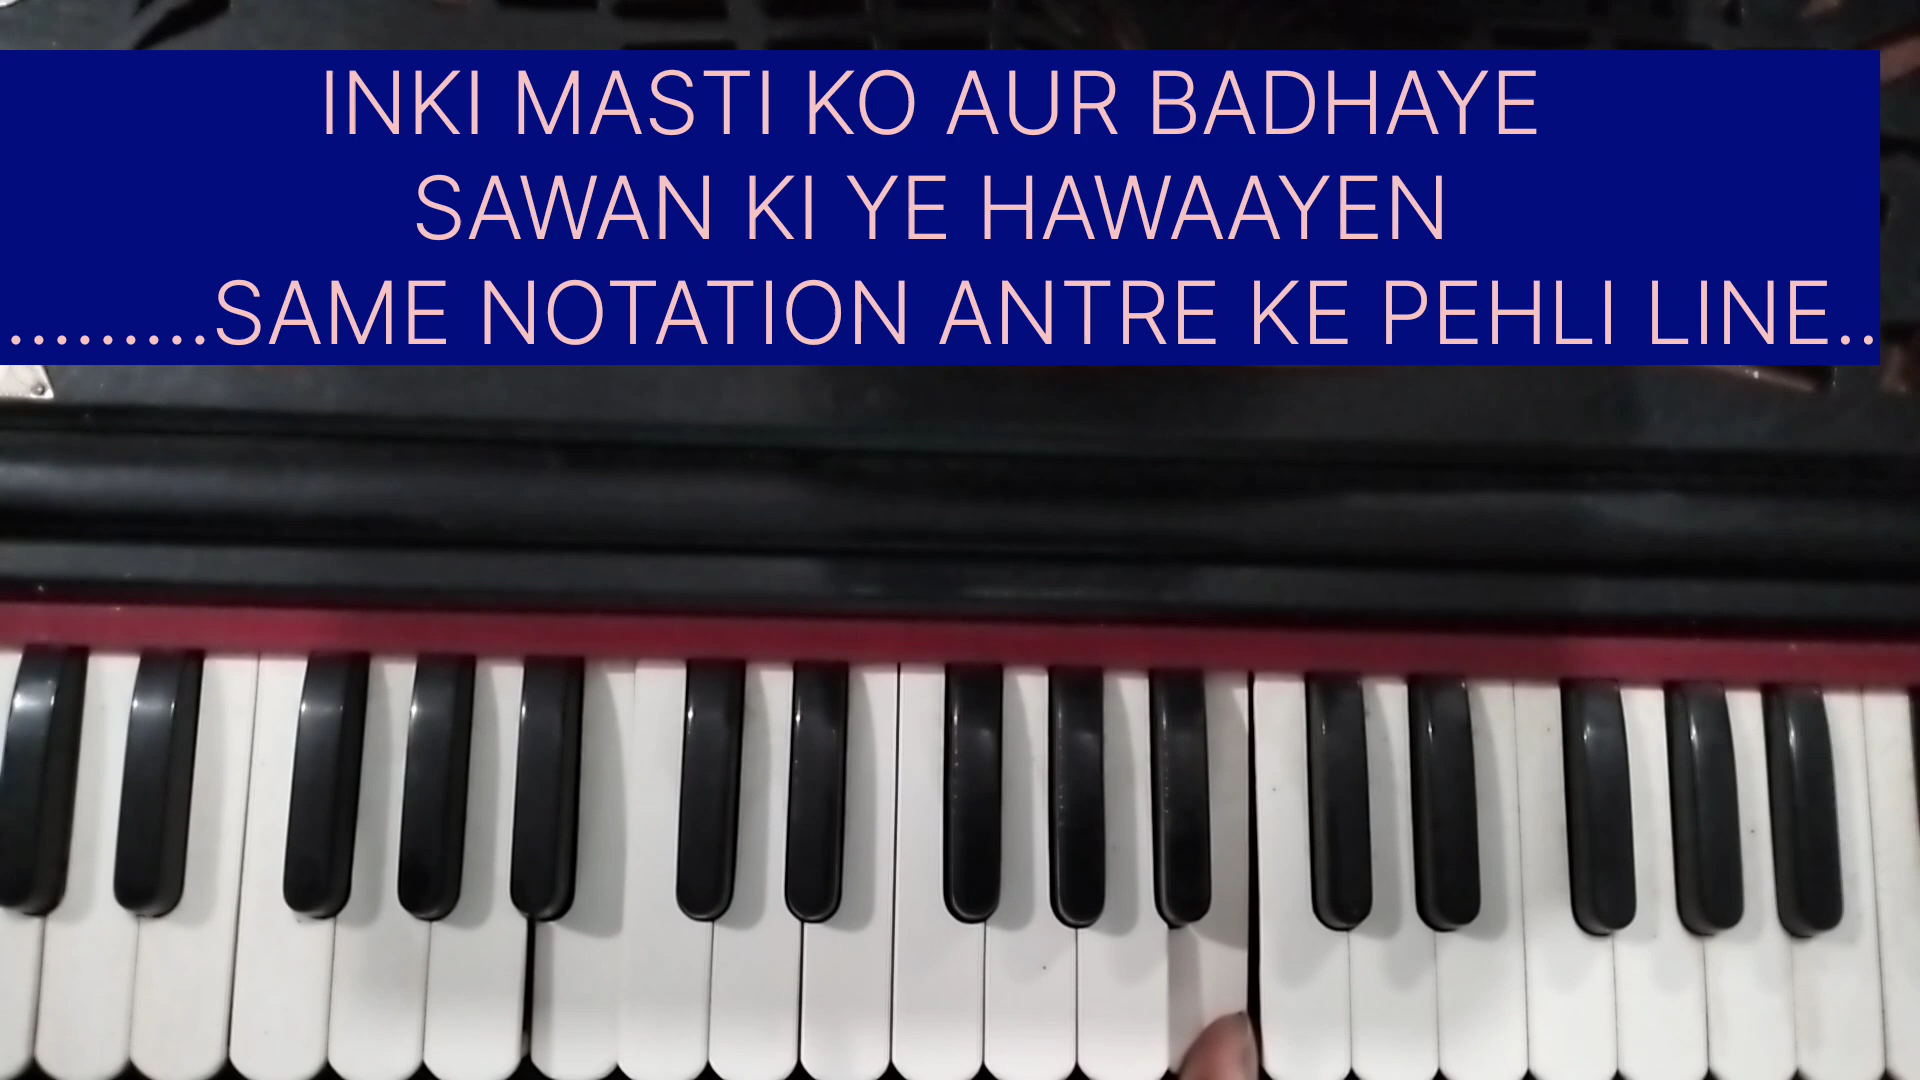 INKI MASTI KO AUR BADHAYE
SAWAN KI YE HAWAAYEN
.........SAME NOTATION ANTRE KE PEHLI LINE..